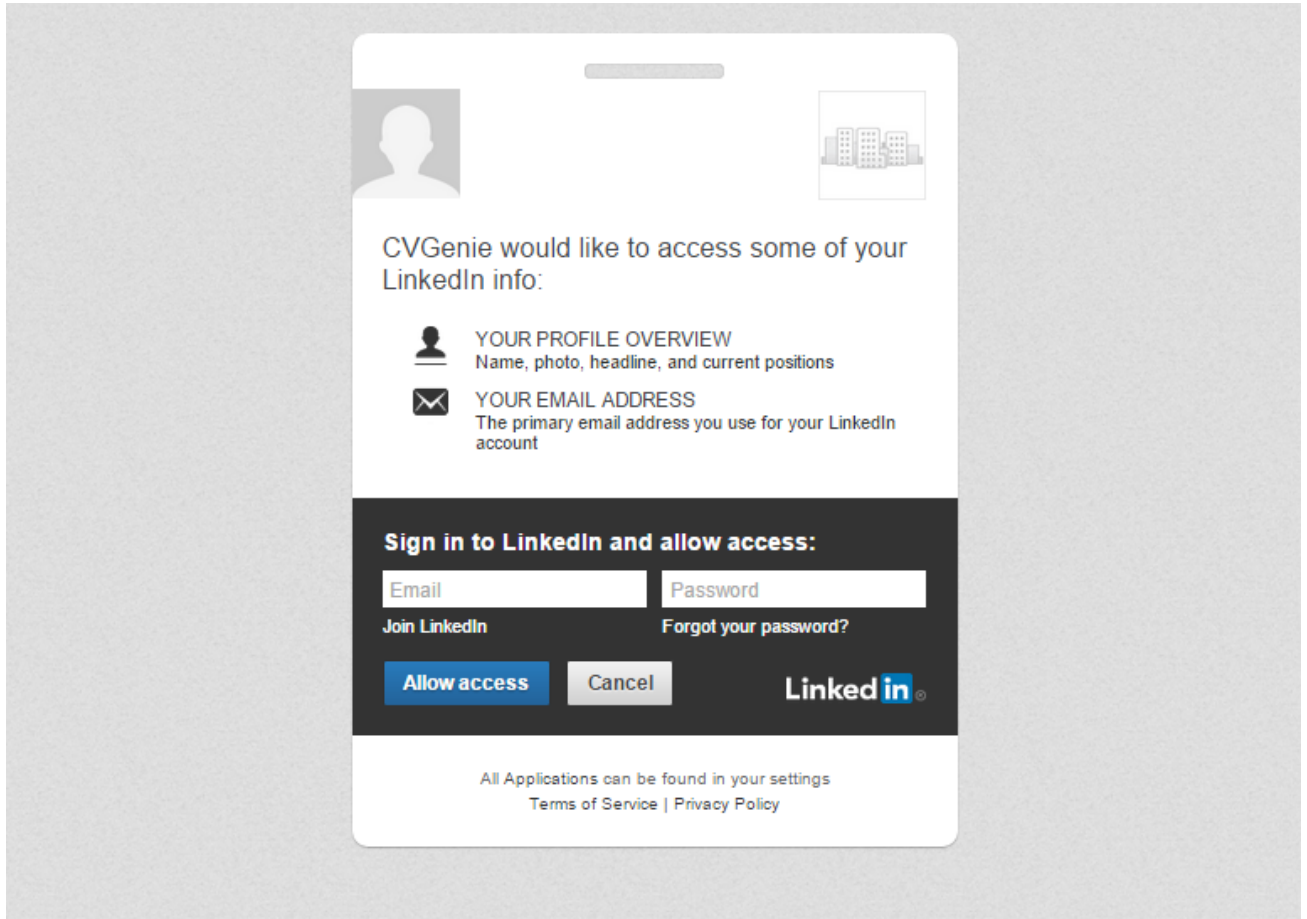 CVGenie would like to access some of your
LinkedIn info:
YOUR PROFILE OVERVIEW
Name, photo, headline, and current positions
YOUR EMAIL ADDRESS
The primary email address you use for your LinkedIn
account
Sign in to LinkedIn and allow access:
Email Password
Join LinkedIn Forgot your password?
Allow access Cancel Linked in ®
All Applications can be found in your settings
Terms of Service | Privacy Policy